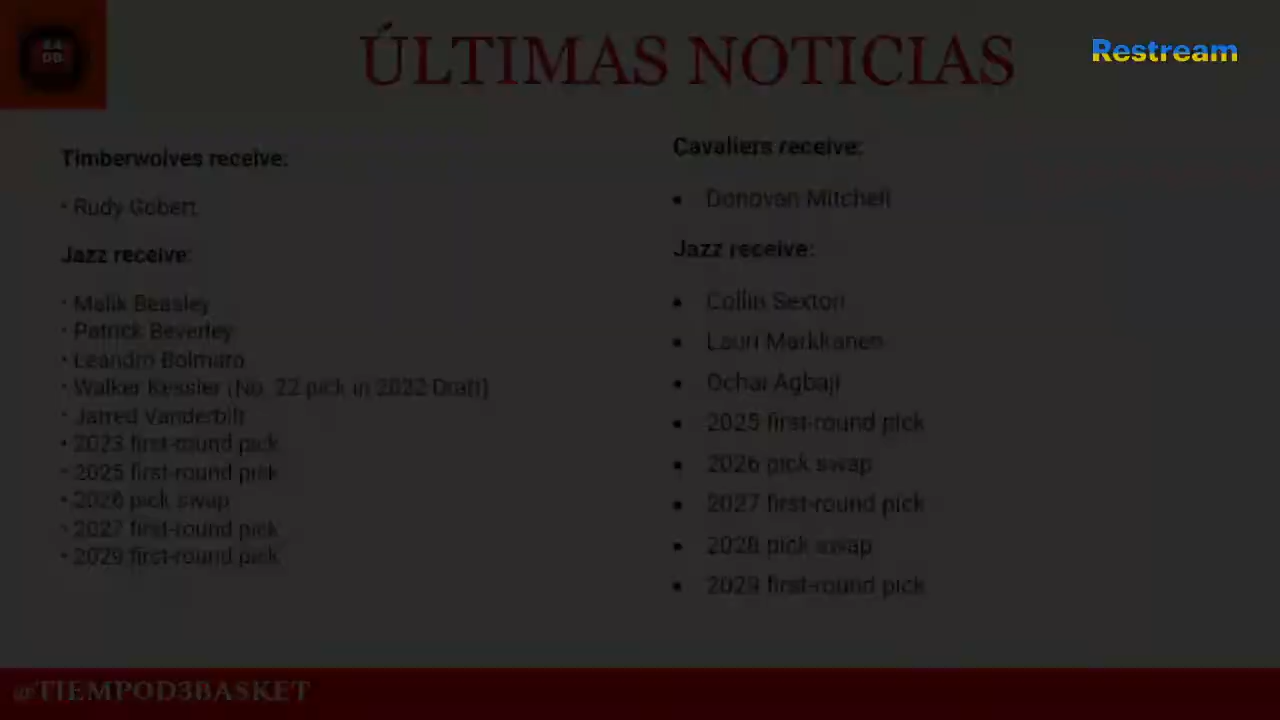 ÚLTIMAS NOTICIAS
Restream
Timberwolves receive:
• Rudy Gobert
Jazz receive:
• Malik Beasley
• Patrick Beverley
• Leandro Bolmaro
• Walker Kessler (No. 22 pick in 2022 Draft)
• Jarred Vanderbilt
• 2023 first-round pick
• 2025 first-round pick
• 2026 pick swap
• 2027 first-round pick
• 2029 first-round pick
Cavaliers receive:
• Donovan Mitchell
Jazz receive:
• Collin Sexton
• Lauri Markkanen
• Ochai Agbaji
• 2025 first-round pick
• 2026 pick swap
• 2027 first-round pick
• 2028 pick swap
• 2029 first-round pick
@TIEMPOD3BASKET